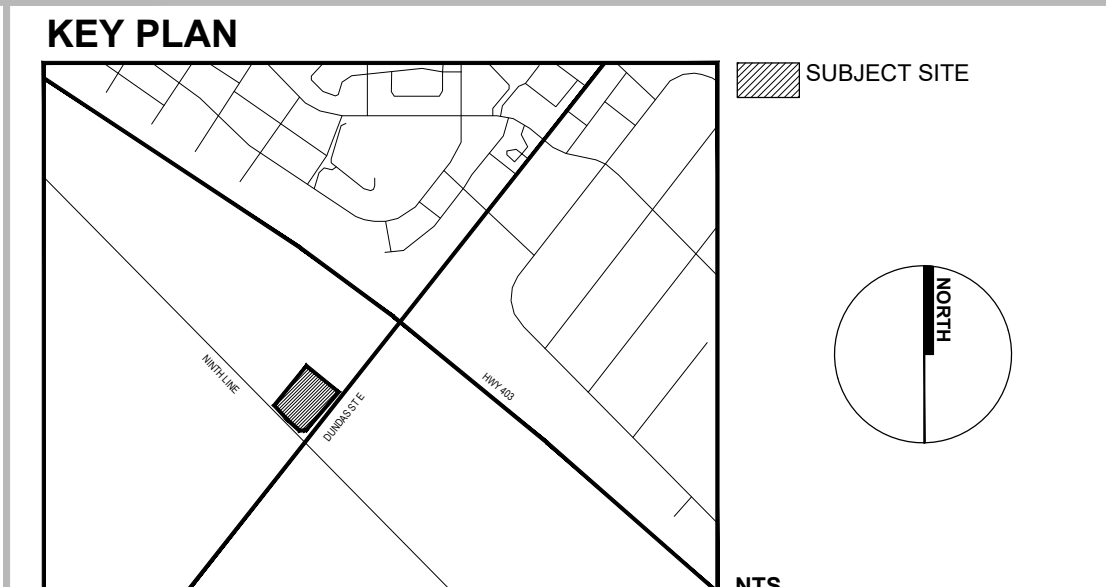 KEY PLAN
SUBJECT SITE
NORTH
NINTH LINE
HWY 403
DUNDAS ST E
NTS